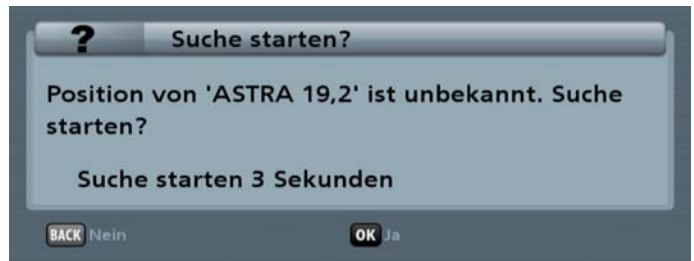 ? Suche starten?
Position von 'ASTRA 19,2' ist unbekannt. Suche
starten?
Suche starten 3 Sekunden
BACK Nein OK Ja